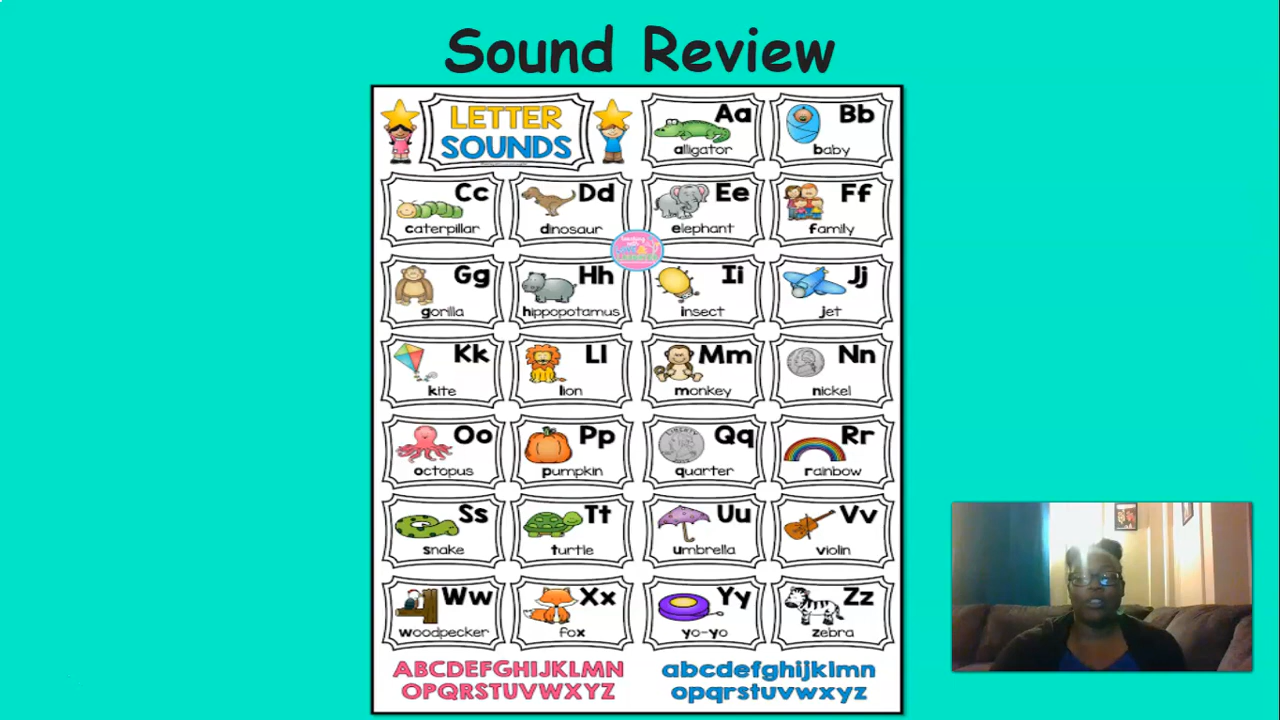 Sound Review
LETTER
SOUNDS
Aa
alligator
Bb
baby
Cc
caterpillar
Dd
dinosaur
Ee
elephant
Ff
family
Gg
gorilla
Hh
hippopotamus
Ii
insect
Jj
jet
Kk
kite
Ll
lion
Mm
monkey
Nn
nickel
Oo
octopus
Pp
pumpkin
Qq
quarter
Rr
rainbow
Ss
snake
Tt
turtle
Uu
umbrella
Vv
violin
Ww
woodpecker
Xx
fox
Yy
yo-yo
Zz
zebra
ABCDEFGHIJKLMN
OPQRSTUVWXYZ
abcdefghijklmn
opqrstuvwxyz